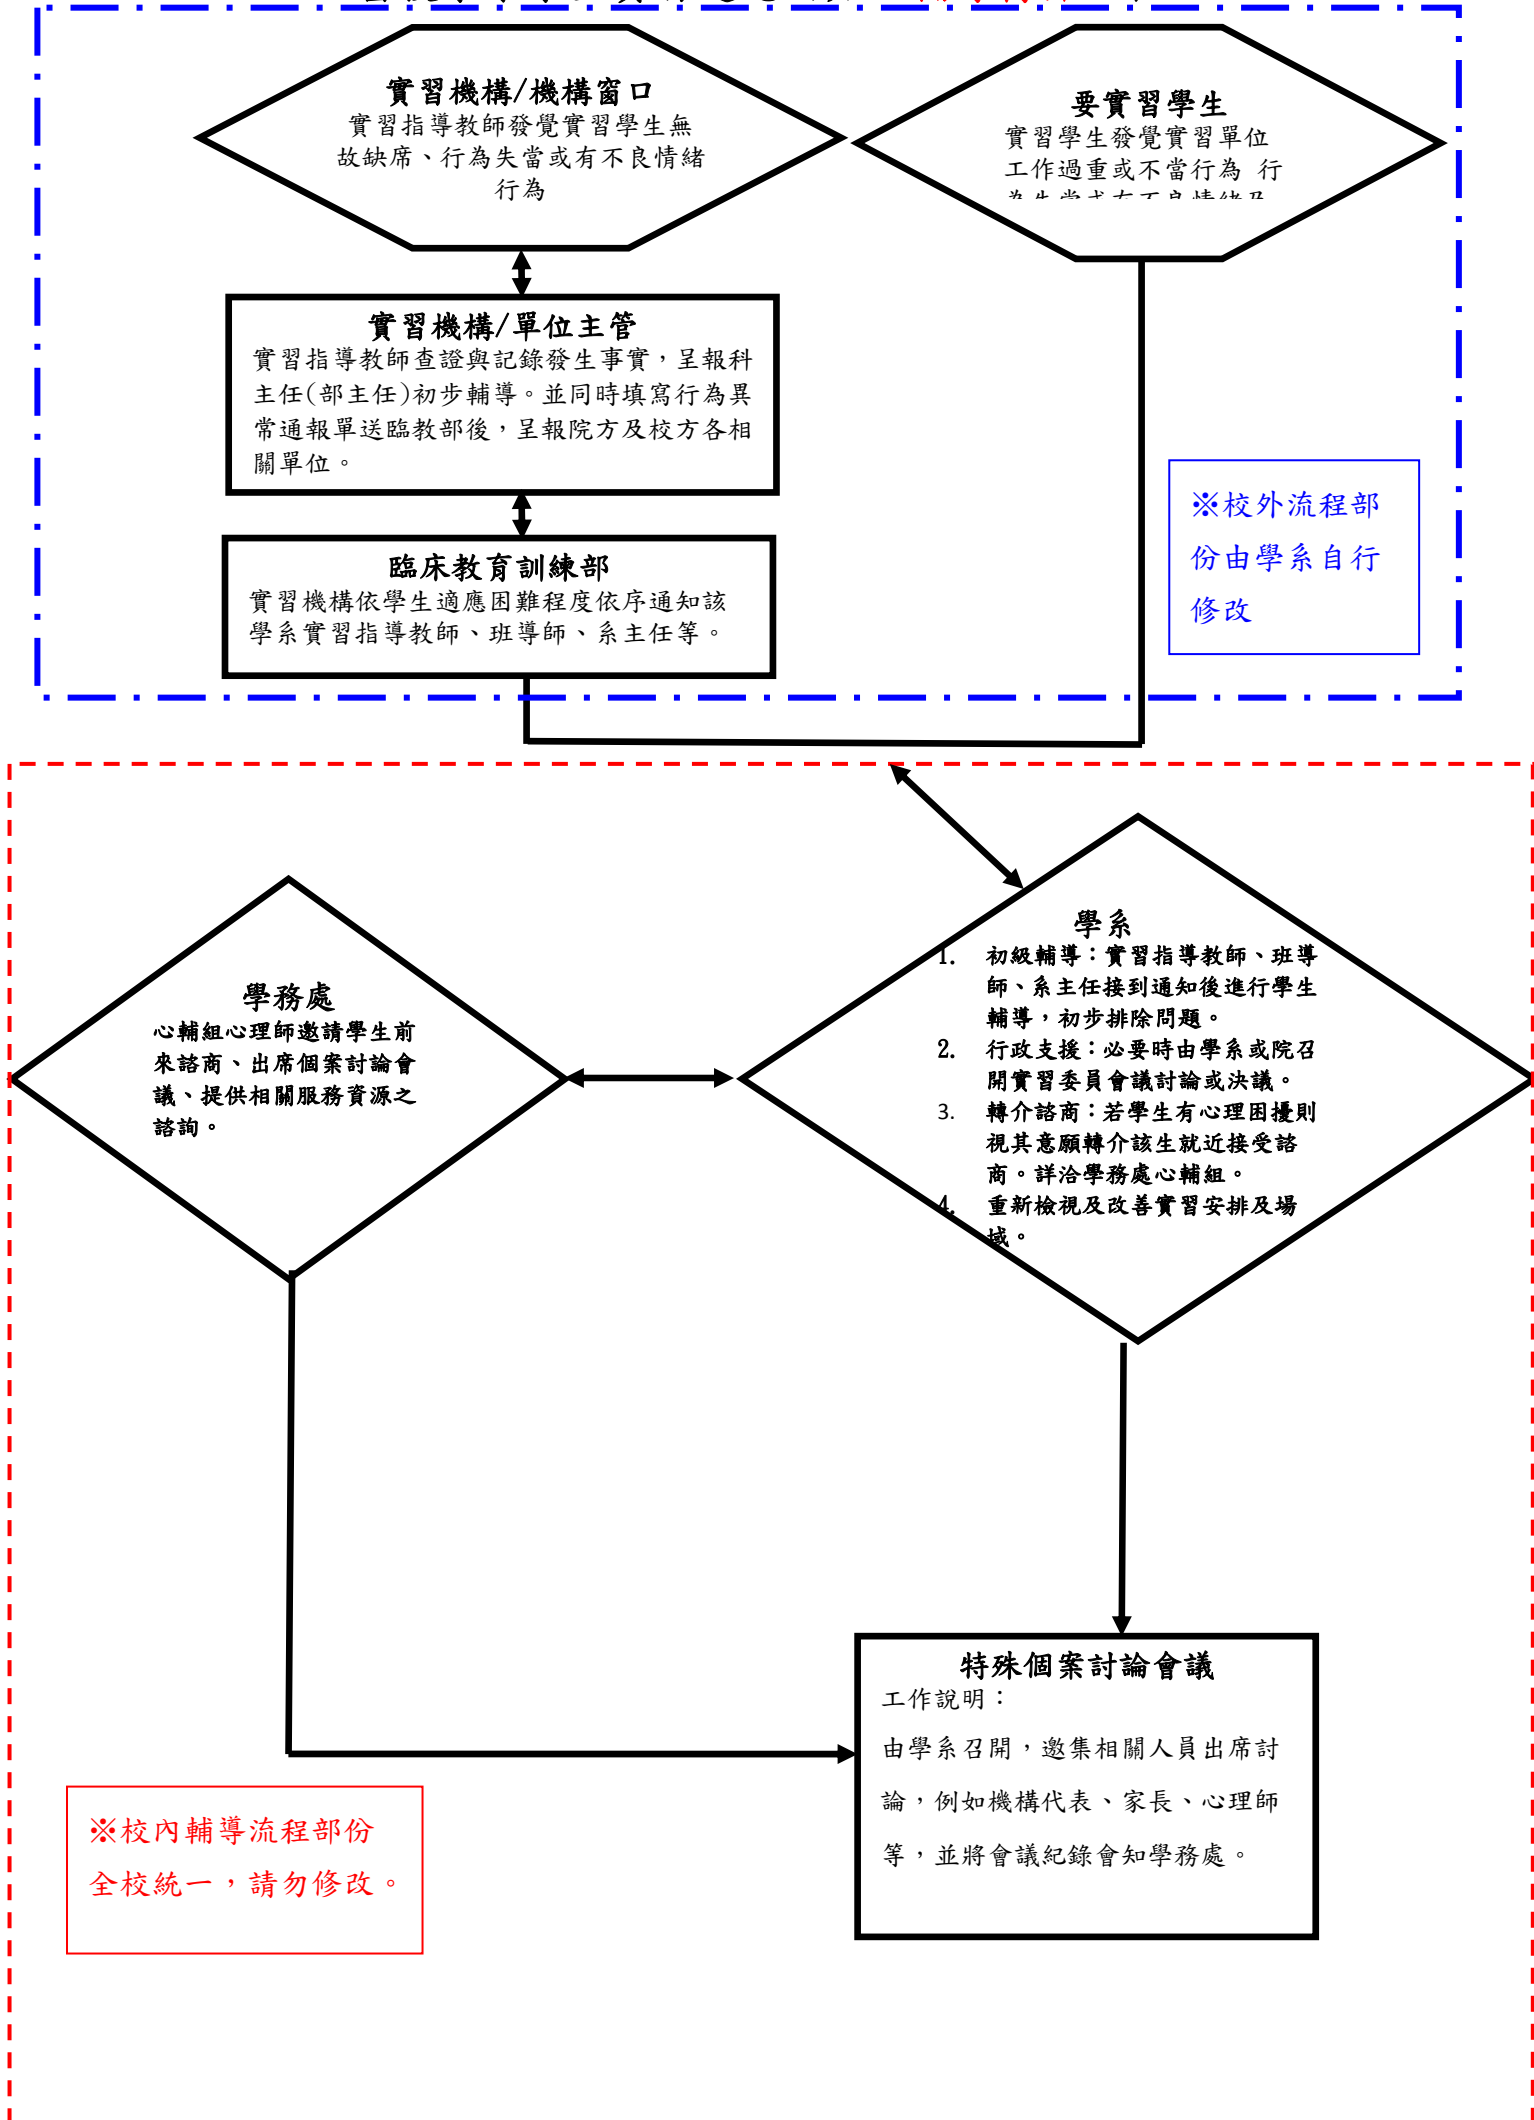 實習機構/機構窗口
實習指導教師發覺實習學生無
故缺席、行為失當或有不良情緒
行為
要實習學生
實習學生發覺實習單位
工作過重或不當行為 行
實習機構/單位主管
實習指導教師查證與記錄發生事實，呈報科
主任(部主任)初步輔導。並同時填寫行為異
常通報單送臨教部後，呈報院方及校方各相
關單位。
※校外流程部
份由學系自行
修改
臨床教育訓練部
實習機構依學生適應困難程度依序通知該
學系實習指導教師、班導師、系主任等。
學系
1. 初級輔導：實習指導教師、班導
師、系主任接到通知後進行學生
輔導，初步排除問題。
2. 行政支援：必要時由學系或院召
開實習委員會議討論或決議。
3. 轉介諮商：若學生有心理困擾則
視其意願轉介該生就近接受諮
商。詳洽學務處心輔組。
4. 重新檢視及改善實習安排及場
域。
學務處
心輔組心理師邀請學生前
來諮商、出席個案討論會
議、提供相關服務資源之
諮詢。
特殊個案討論會議
工作說明：
由學系召開，邀集相關人員出席討
論，例如機構代表、家長、心理師
等，並將會議紀錄會知學務處。
※校內輔導流程部份
全校統一，請勿修改。